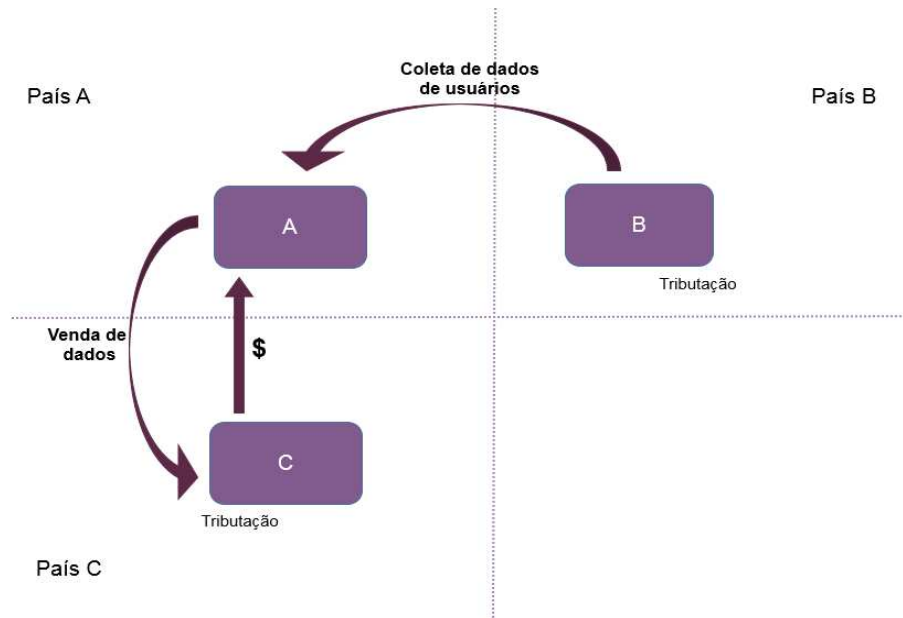 Coleta de dados
de usuários
País A
País B
A
B
Tributação
Venda de
dados
$
C
Tributação
País C